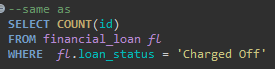 --same as
SELECT COUNT(id)
FROM financial_loan fl
WHERE fl.loan_status = 'Charged Off'